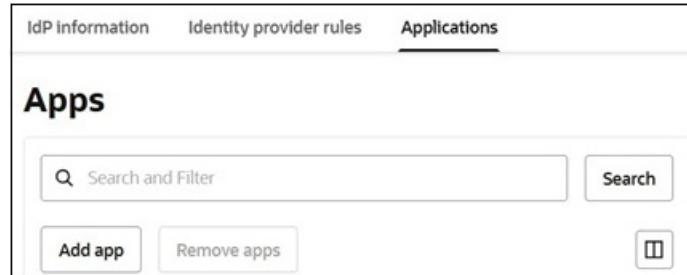 IdP information Identity provider rules Applications
Apps
Search and Filter Search
Add app Remove apps